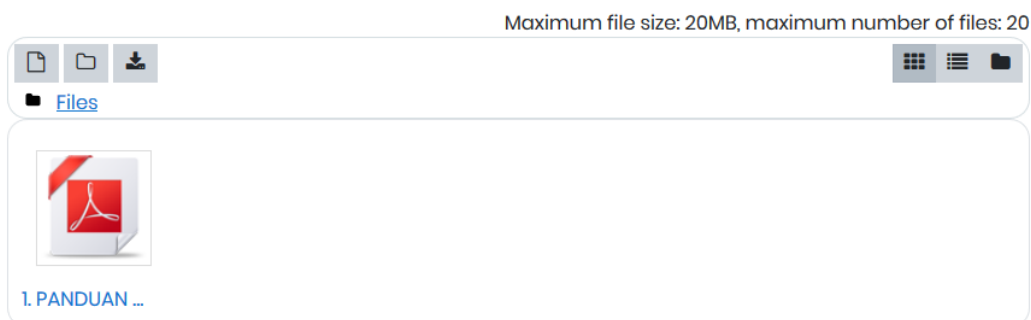 Maximum file size: 20MB, maximum number of files: 20
Files
1. PANDUAN ...